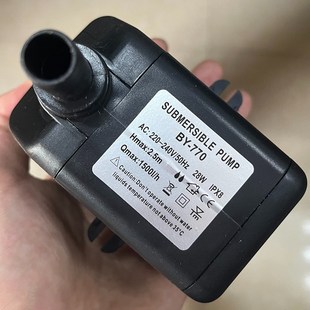 SUBMERSIBLE PUMP
BY-770
AC:220-240V/50Hz 28W IPX8
Hmax:2.5m
Qmax:1500l/h
Tm
Caution:Don't operate without water
liquids temperature not above 35°C